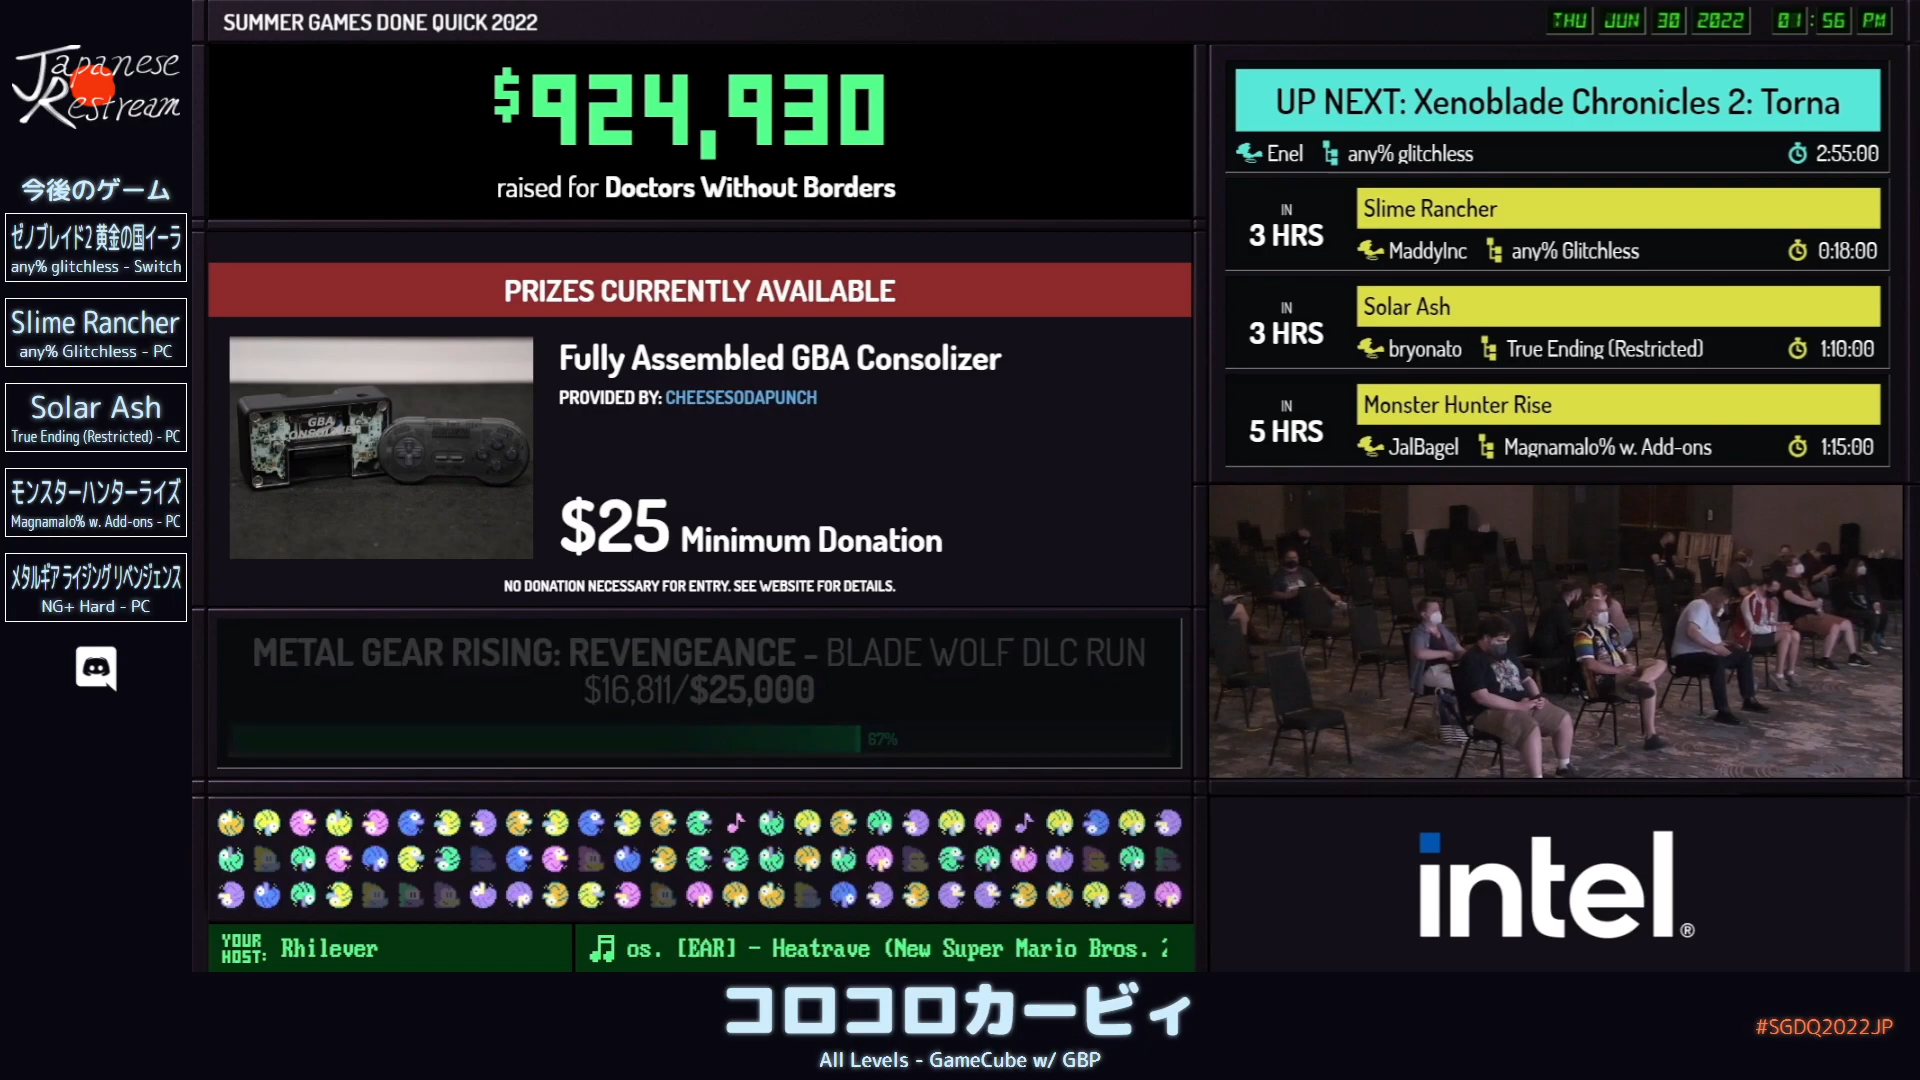 SUMMER GAMES DONE QUICK 2022
THU JUN 30 2022 01:56 PM
Japanese
Restream
今後のゲーム
ゼノブレイド2 黄金の国イーラ
any% glitchless - Switch
Slime Rancher
any% Glitchless - PC
Solar Ash
True Ending (Restricted) - PC
モンスターハンターライズ
Magnamalo% w. Add-ons - PC
メタルギア ライジング リベンジェンス
NG+ Hard - PC
$924,930
raised for Doctors Without Borders
PRIZES CURRENTLY AVAILABLE
GBA
CONSOLIZER
Fully Assembled GBA Consolizer
PROVIDED BY: CHEESESODAPUNCH
$25 Minimum Donation
NO DONATION NECESSARY FOR ENTRY. SEE WEBSITE FOR DETAILS.
METAL GEAR RISING: REVENGEANCE - BLADE WOLF DLC RUN
$16,811/$25,000
67%
YOUR HOST: Rhilever
os. [EAR] - Heatrave (New Super Mario Bros. 2
UP NEXT: Xenoblade Chronicles 2: Torna
Enel any% glitchless 2:55:00
IN 3 HRS
Slime Rancher
MaddyInc any% Glitchless 0:18:00
IN 3 HRS
Solar Ash
bryonato True Ending (Restricted) 1:10:00
IN 5 HRS
Monster Hunter Rise
JalBagel Magnamalo% w. Add-ons 1:15:00
intel®
コロコロカービィ
All Levels - GameCube w/ GBP
#SGDQ2022JP